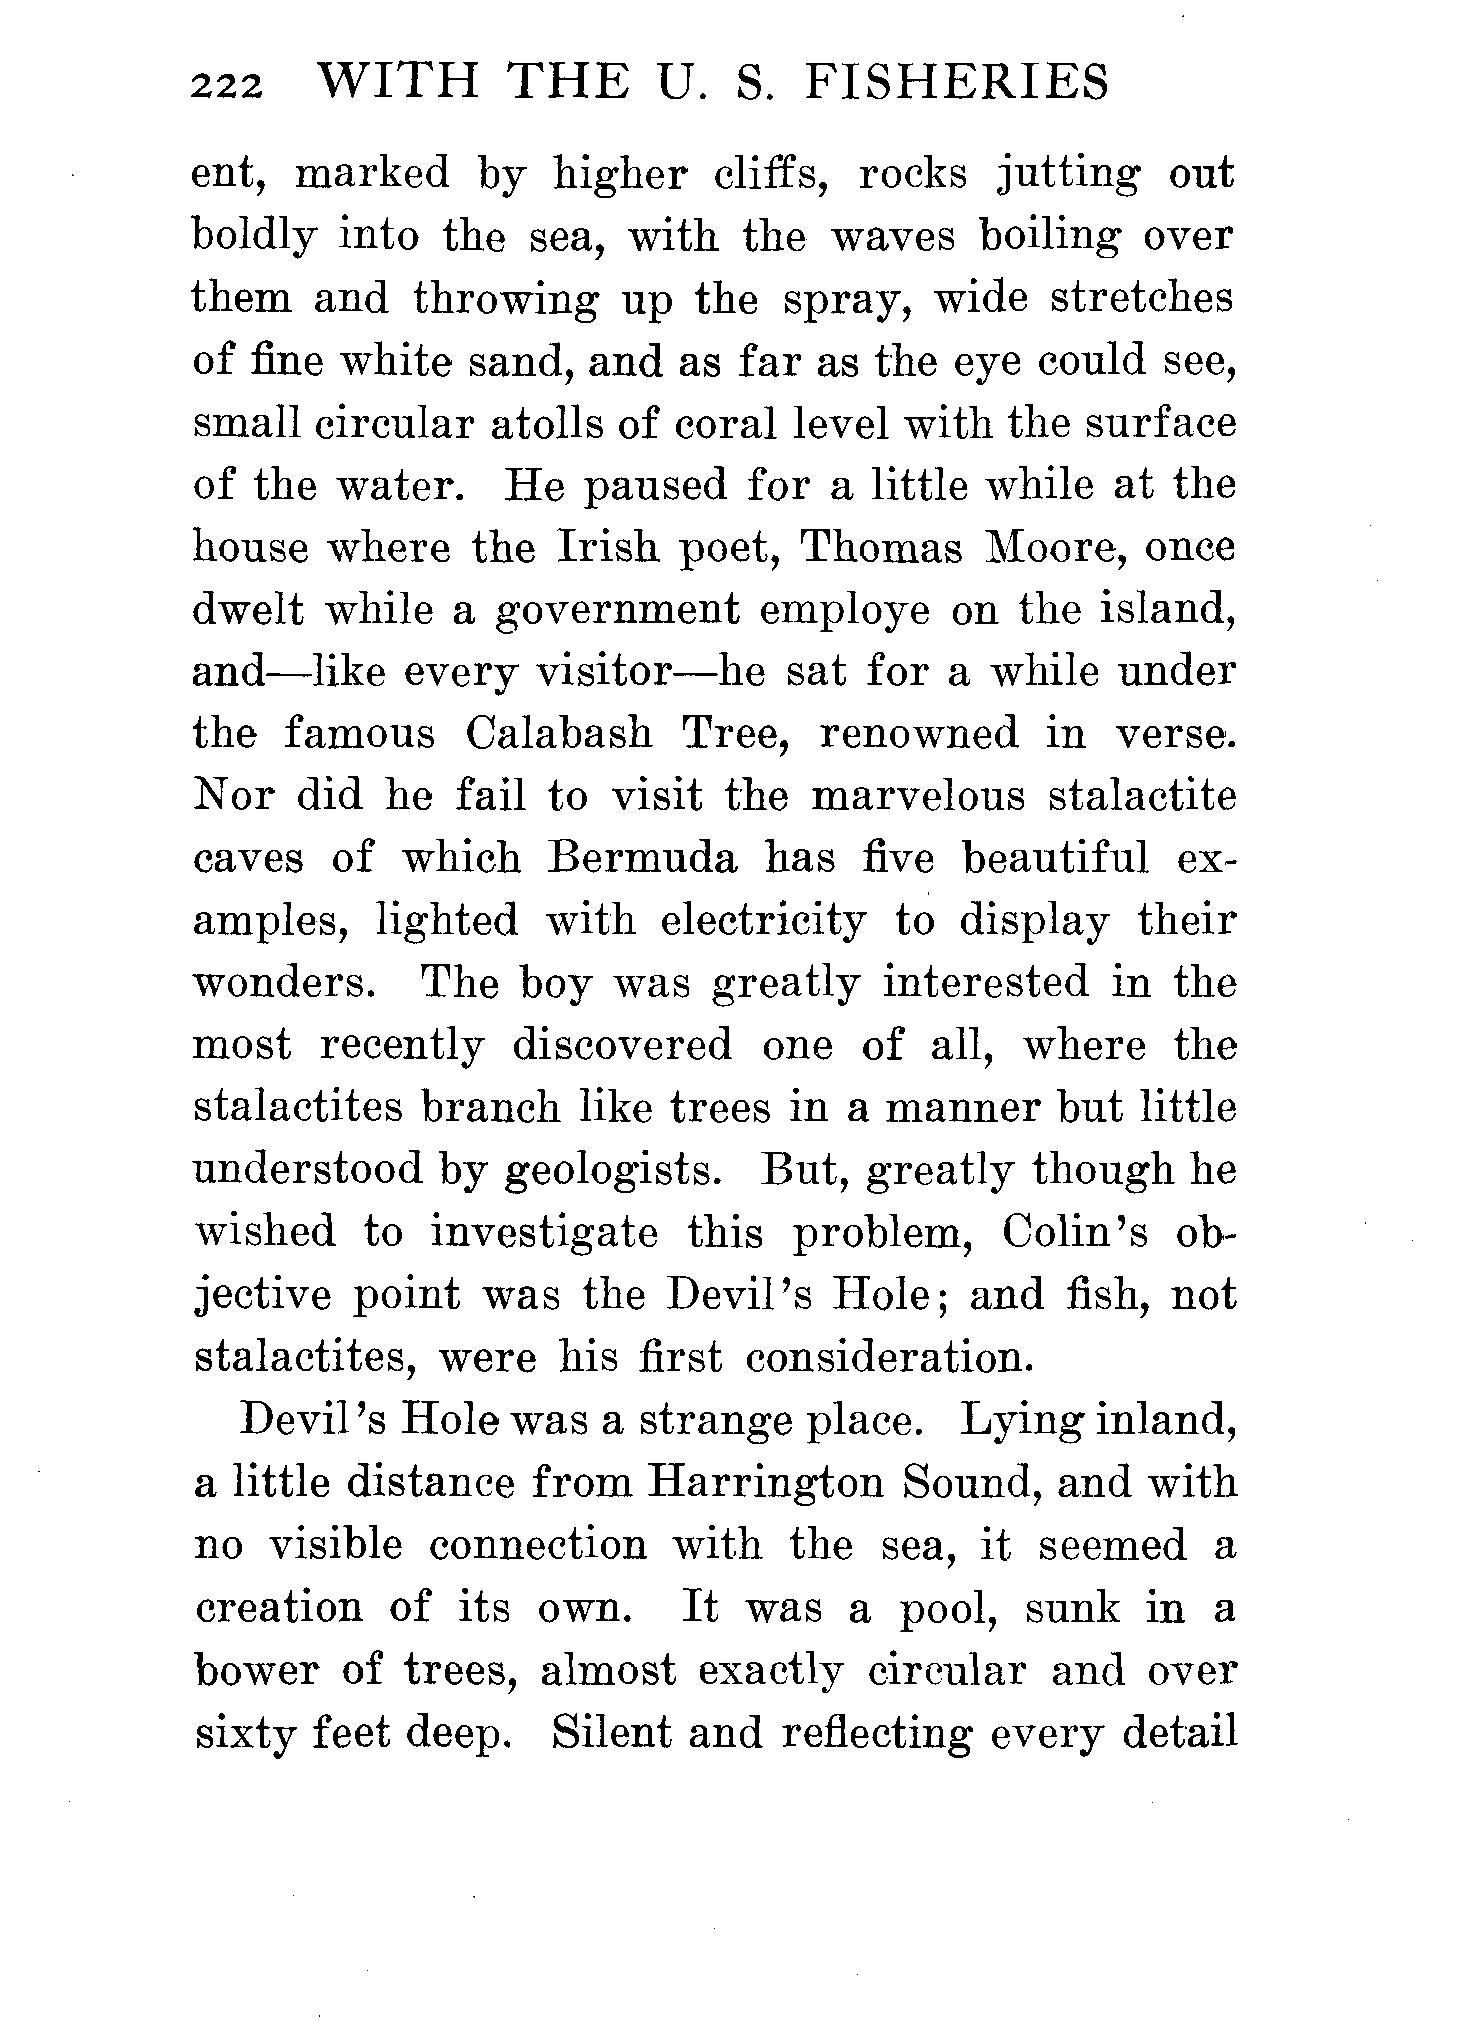 222 WITH THE U. S. FISHERIES
ent, marked by higher cliffs, rocks jutting out
boldly into the sea, with the waves boiling over
them and throwing up the spray, wide stretches
of fine white sand, and as far as the eye could see,
small circular atolls of coral level with the surface
of the water. He paused for a little while at the
house where the Irish poet, Thomas Moore, once
dwelt while a government employe on the island,
and—like every visitor—he sat for a while under
the famous Calabash Tree, renowned in verse.
Nor did he fail to visit the marvelous stalactite
caves of which Bermuda has five beautiful ex-
amples, lighted with electricity to display their
wonders. The boy was greatly interested in the
most recently discovered one of all, where the
stalactites branch like trees in a manner but little
understood by geologists. But, greatly though he
wished to investigate this problem, Colin's ob-
jective point was the Devil's Hole; and fish, not
stalactites, were his first consideration.
Devil's Hole was a strange place. Lying inland,
a little distance from Harrington Sound, and with
no visible connection with the sea, it seemed a
creation of its own. It was a pool, sunk in a
bower of trees, almost exactly circular and over
sixty feet deep. Silent and reflecting every detail